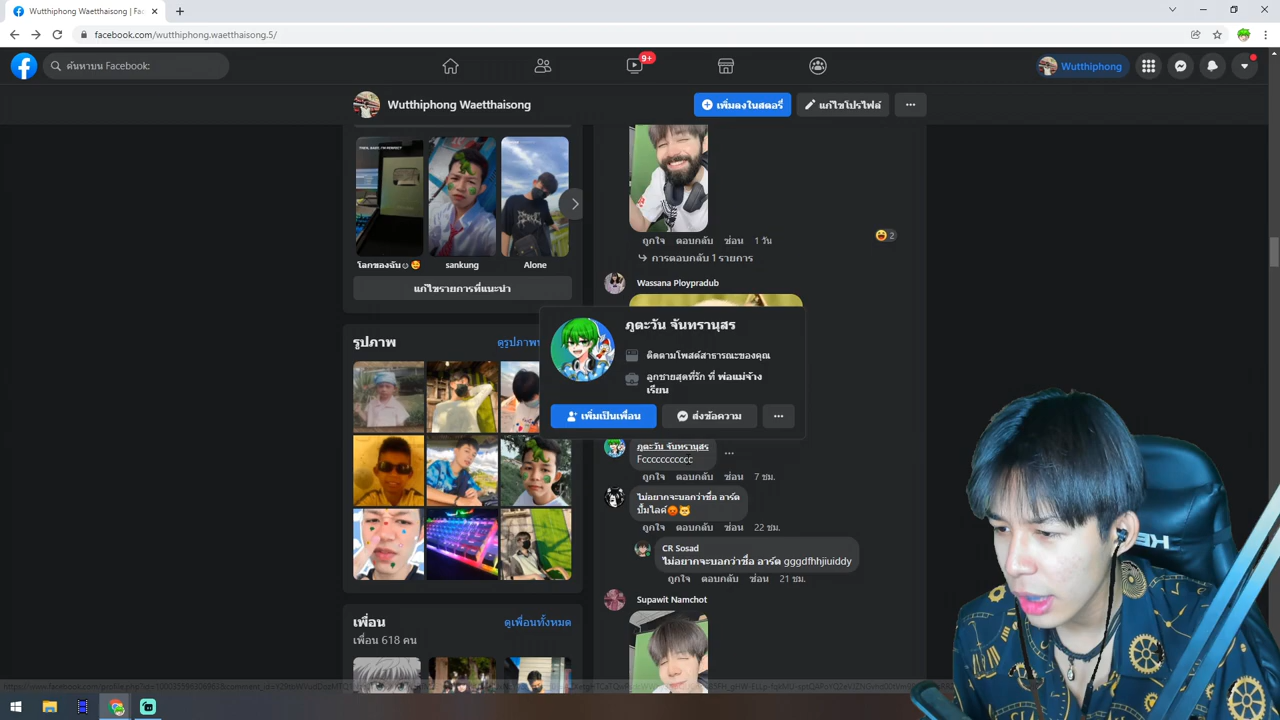 Wutthiphong Waetthaisong | Fac
facebook.com/wutthiphong.waetthaisong.5/
ค้นหาบน Facebook:
9+
Wutthiphong
Wutthiphong Waetthaisong
เพิ่มลงในสตอรี่
แก้ไขโปรไฟล์
โลกของฉัน
sankung
Alone
แก้ไขรายการที่แนะนำ
ถูกใจ ตอบกลับ ซ่อน 1 วัน
2
การตอบกลับ 1 รายการ
Wassana Ploypradub
รูปภาพ
ภูตะวัน จันทรานุสร
ติดตามโพสต์สาธารณะของคุณ
ลูกชายสุดที่รัก ที่ พ่อแม่จ้าง
เรียน
เพิ่มเป็นเพื่อน
ส่งข้อความ
ภูตะวัน จันทรานุสร
Fccccccccccc
ถูกใจ ตอบกลับ ซ่อน 7 ชม.
ไม่อยากจะบอกว่าชื่อ อาร์ต
ปั้มไลค์😡😿
ถูกใจ ตอบกลับ ซ่อน 22 ชม.
CR Sosad
ไม่อยากจะบอกว่าชื่อ อาร์ต gggdfhhjiuiddy
ถูกใจ ตอบกลับ ซ่อน 21 ชม.
Supawit Namchot
เพื่อน
ดูเพื่อนทั้งหมด
เพื่อน 618 คน